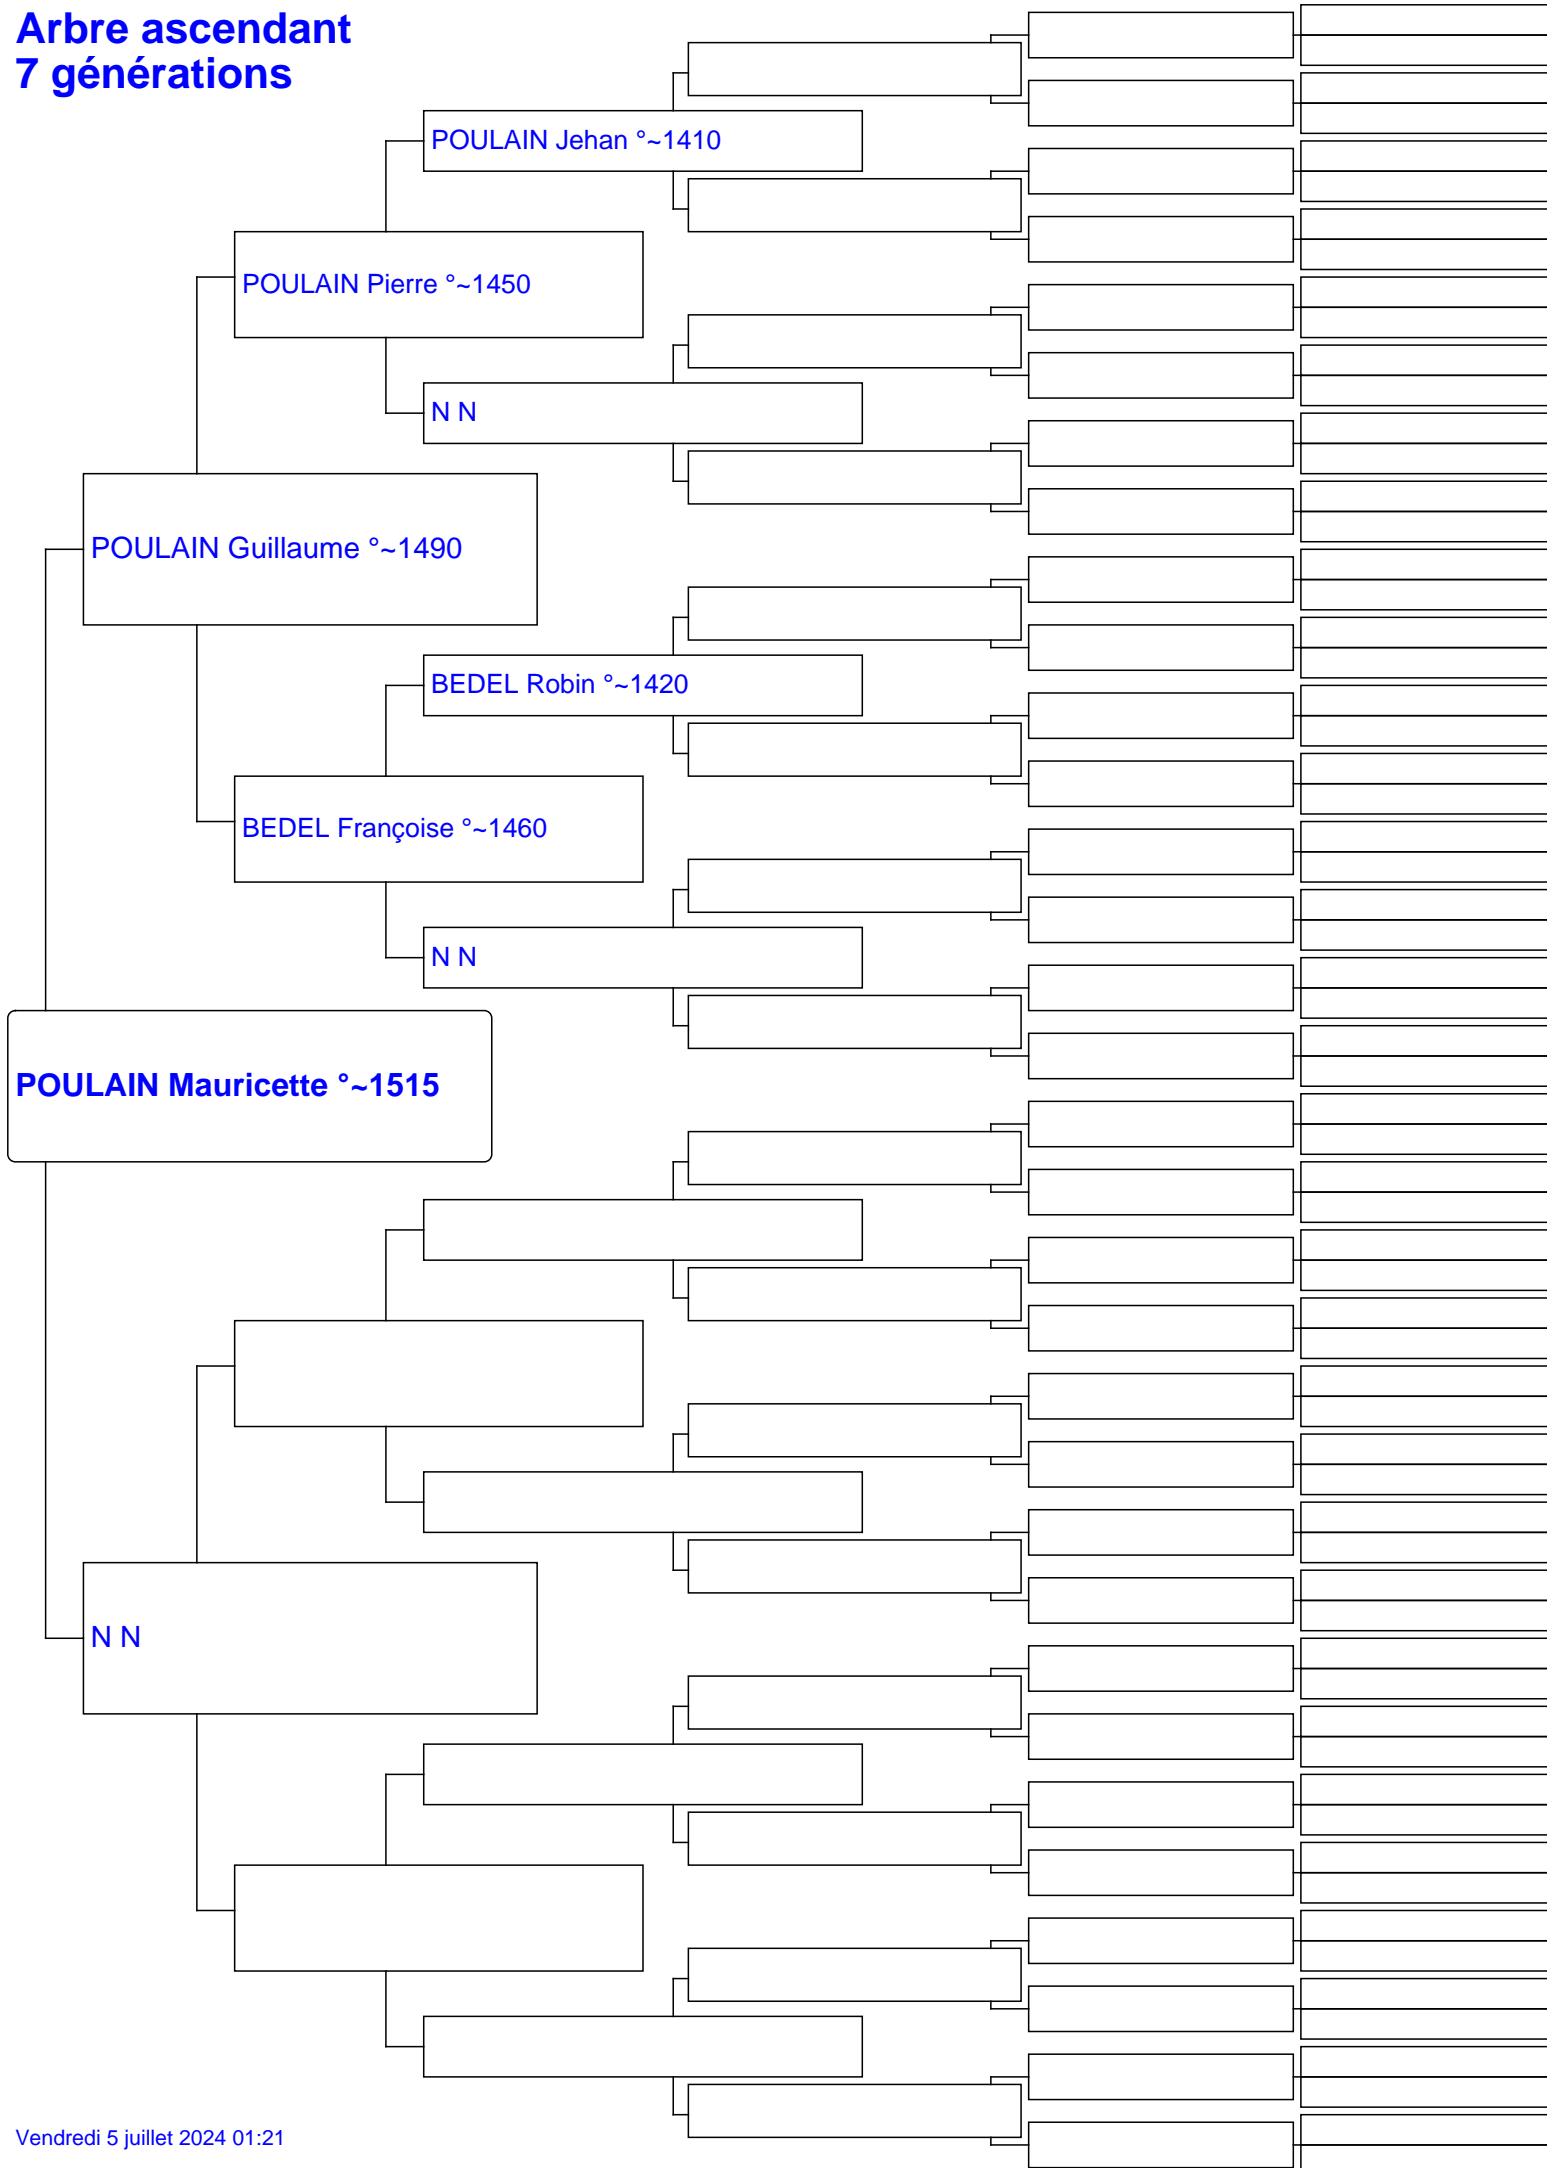 Arbre ascendant
7 générations
POULAIN Jehan °~1410
POULAIN Pierre °~1450
N N
POULAIN Guillaume °~1490
BEDEL Robin °~1420
BEDEL Françoise °~1460
N N
POULAIN Mauricette °~1515
N N
Vendredi 5 juillet 2024 01:21